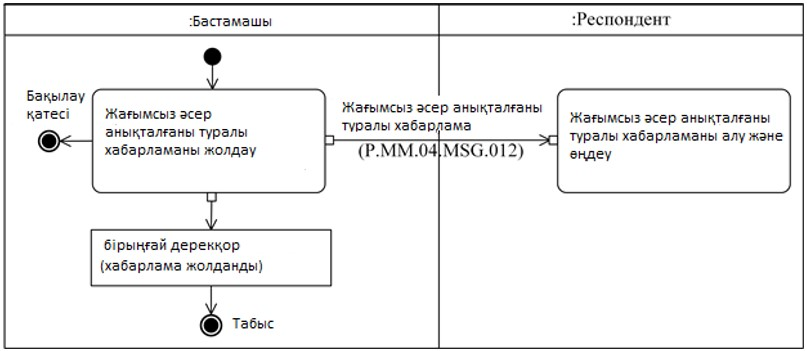 :Бастамашы
:Респондент
Бақылау
қатесі
Жағымсыз әсер
анықталғаны туралы
хабарламаны жолдау
Жағымсыз әсер анықталғаны
туралы хабарлама
(P.MM.04.MSG.012)
Жағымсыз әсер анықталғаны
туралы хабарламаны алу және
өңдеу
бірыңғай дерекқор
(хабарлама жолданды)
Табыс